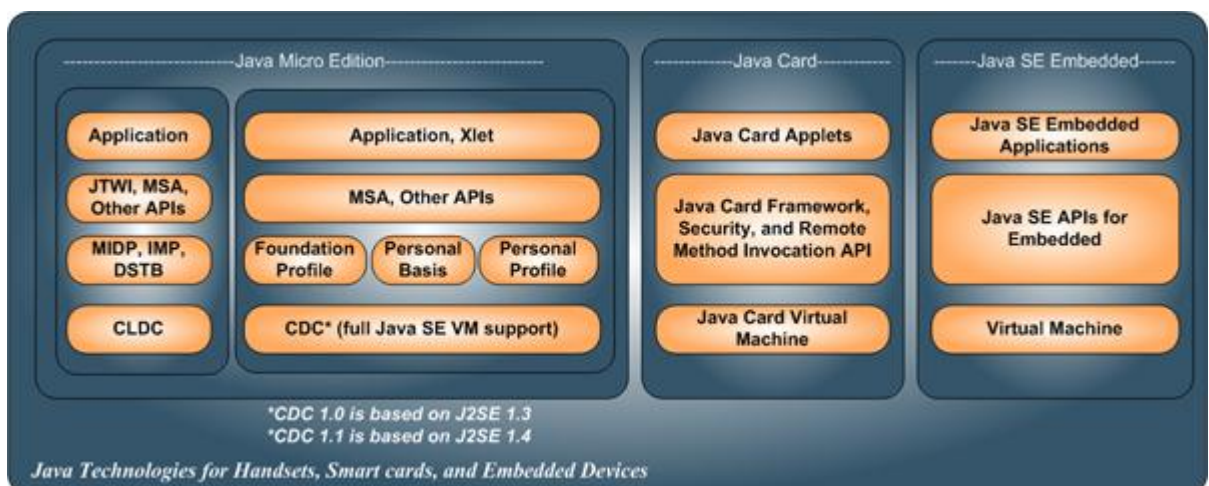 Java Micro Edition
Application
JTWI, MSA,
Other APIs
MIDP, IMP,
DSTB
CLDC
Application, Xlet
MSA, Other APIs
Foundation
Profile
Personal
Basis
Personal
Profile
CDC* (full Java SE VM support)
Java Card
Java Card Applets
Java Card Framework,
Security, and Remote
Method Invocation API
Java Card Virtual
Machine
Java SE Embedded
Java SE Embedded
Applications
Java SE APIs for
Embedded
Virtual Machine
*CDC 1.0 is based on J2SE 1.3
*CDC 1.1 is based on J2SE 1.4
Java Technologies for Handsets, Smart cards, and Embedded Devices